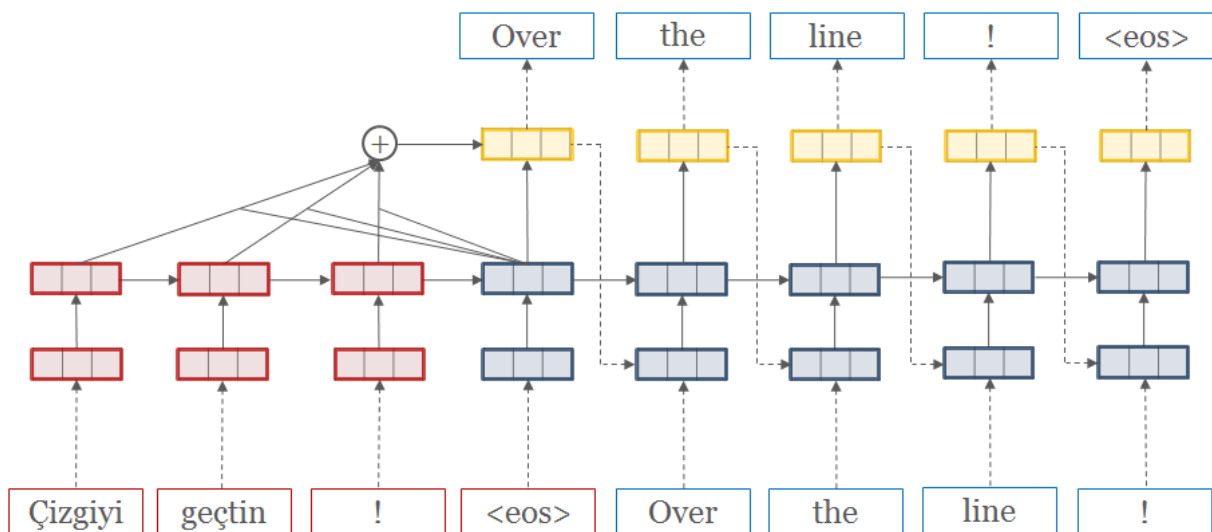 Over the line ! <eos>
+
Çizgiyi geçtin ! <eos> Over the line !